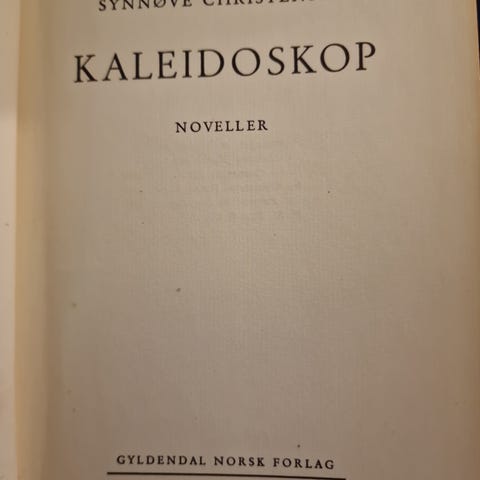 SYNNØVE
KALEIDOSKOP
NOVELLER
GYLDENDAL NORSK FORLAG